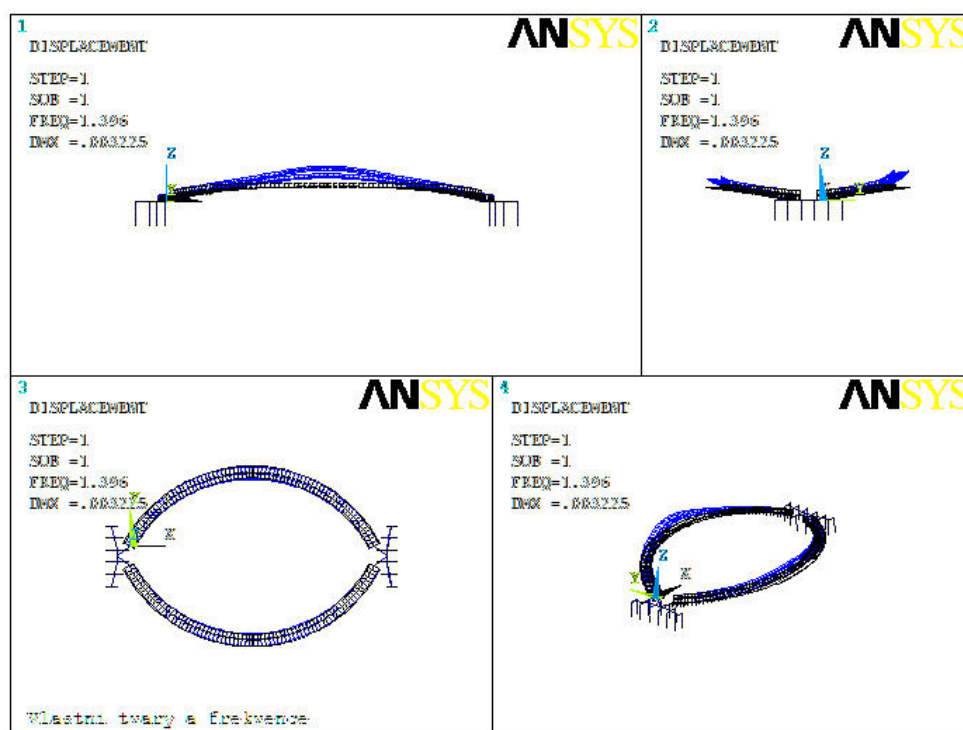 1
ANSYS
DISPLACEMENT
STEP=1
SUB =1
FREQ=1.396
DMX =.003225
Z
X
2
ANSYS
DISPLACEMENT
STEP=1
SUB =1
FREQ=1.396
DMX =.003225
Z
Y
3
ANSYS
DISPLACEMENT
STEP=1
SUB =1
FREQ=1.396
DMX =.003225
Y
X
4
ANSYS
DISPLACEMENT
STEP=1
SUB =1
FREQ=1.396
DMX =.003225
Z
X
Y
Vlastni tvary a frekvence